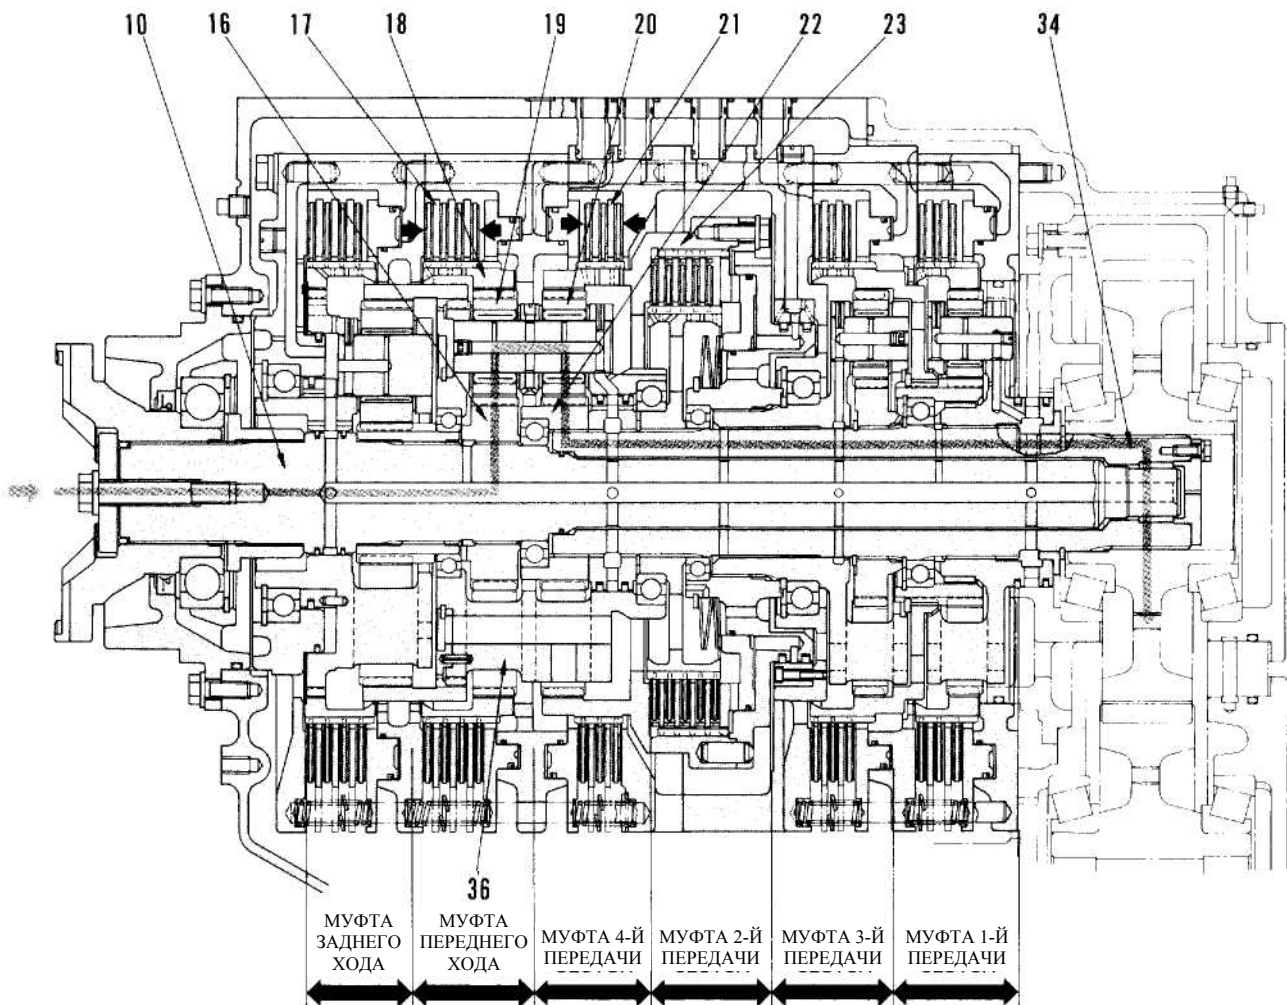 10 16 17 18 19 20 21 22 23 34
36
МУФТА
ЗАДНЕГО
ХОДА
МУФТА
ПЕРЕДНЕГО
ХОДА
МУФТА 4-Й
ПЕРЕДАЧИ
МУФТА 2-Й
ПЕРЕДАЧИ
МУФТА 3-Й
ПЕРЕДАЧИ
МУФТА 1-Й
ПЕРЕДАЧИ